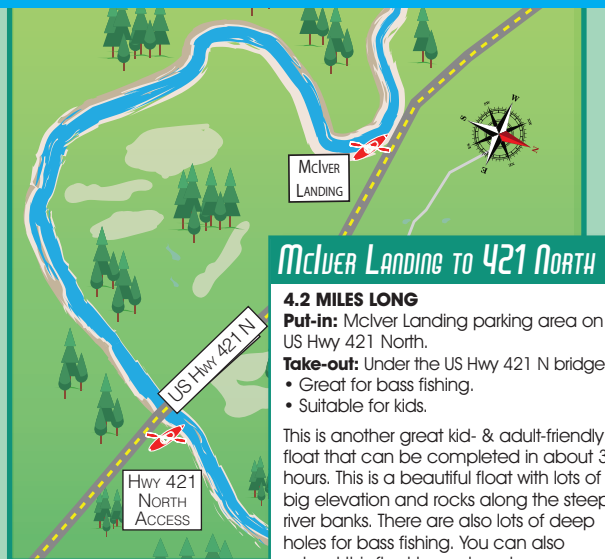 McIver
Landing
W
S
N
E
McIver Landing to 421 North
4.2 MILES LONG
Put-in: McIver Landing parking area on
US Hwy 421 North.
Take-out: Under the US Hwy 421 N bridge
• Great for bass fishing.
• Suitable for kids.
This is another great kid- & adult-friendly
float that can be completed in about 3
hours. This is a beautiful float with lots of
big elevation and rocks along the steep
river banks. There are also lots of deep
holes for bass fishing. You can also
US Hwy 421 N
Hwy 421
North
Access